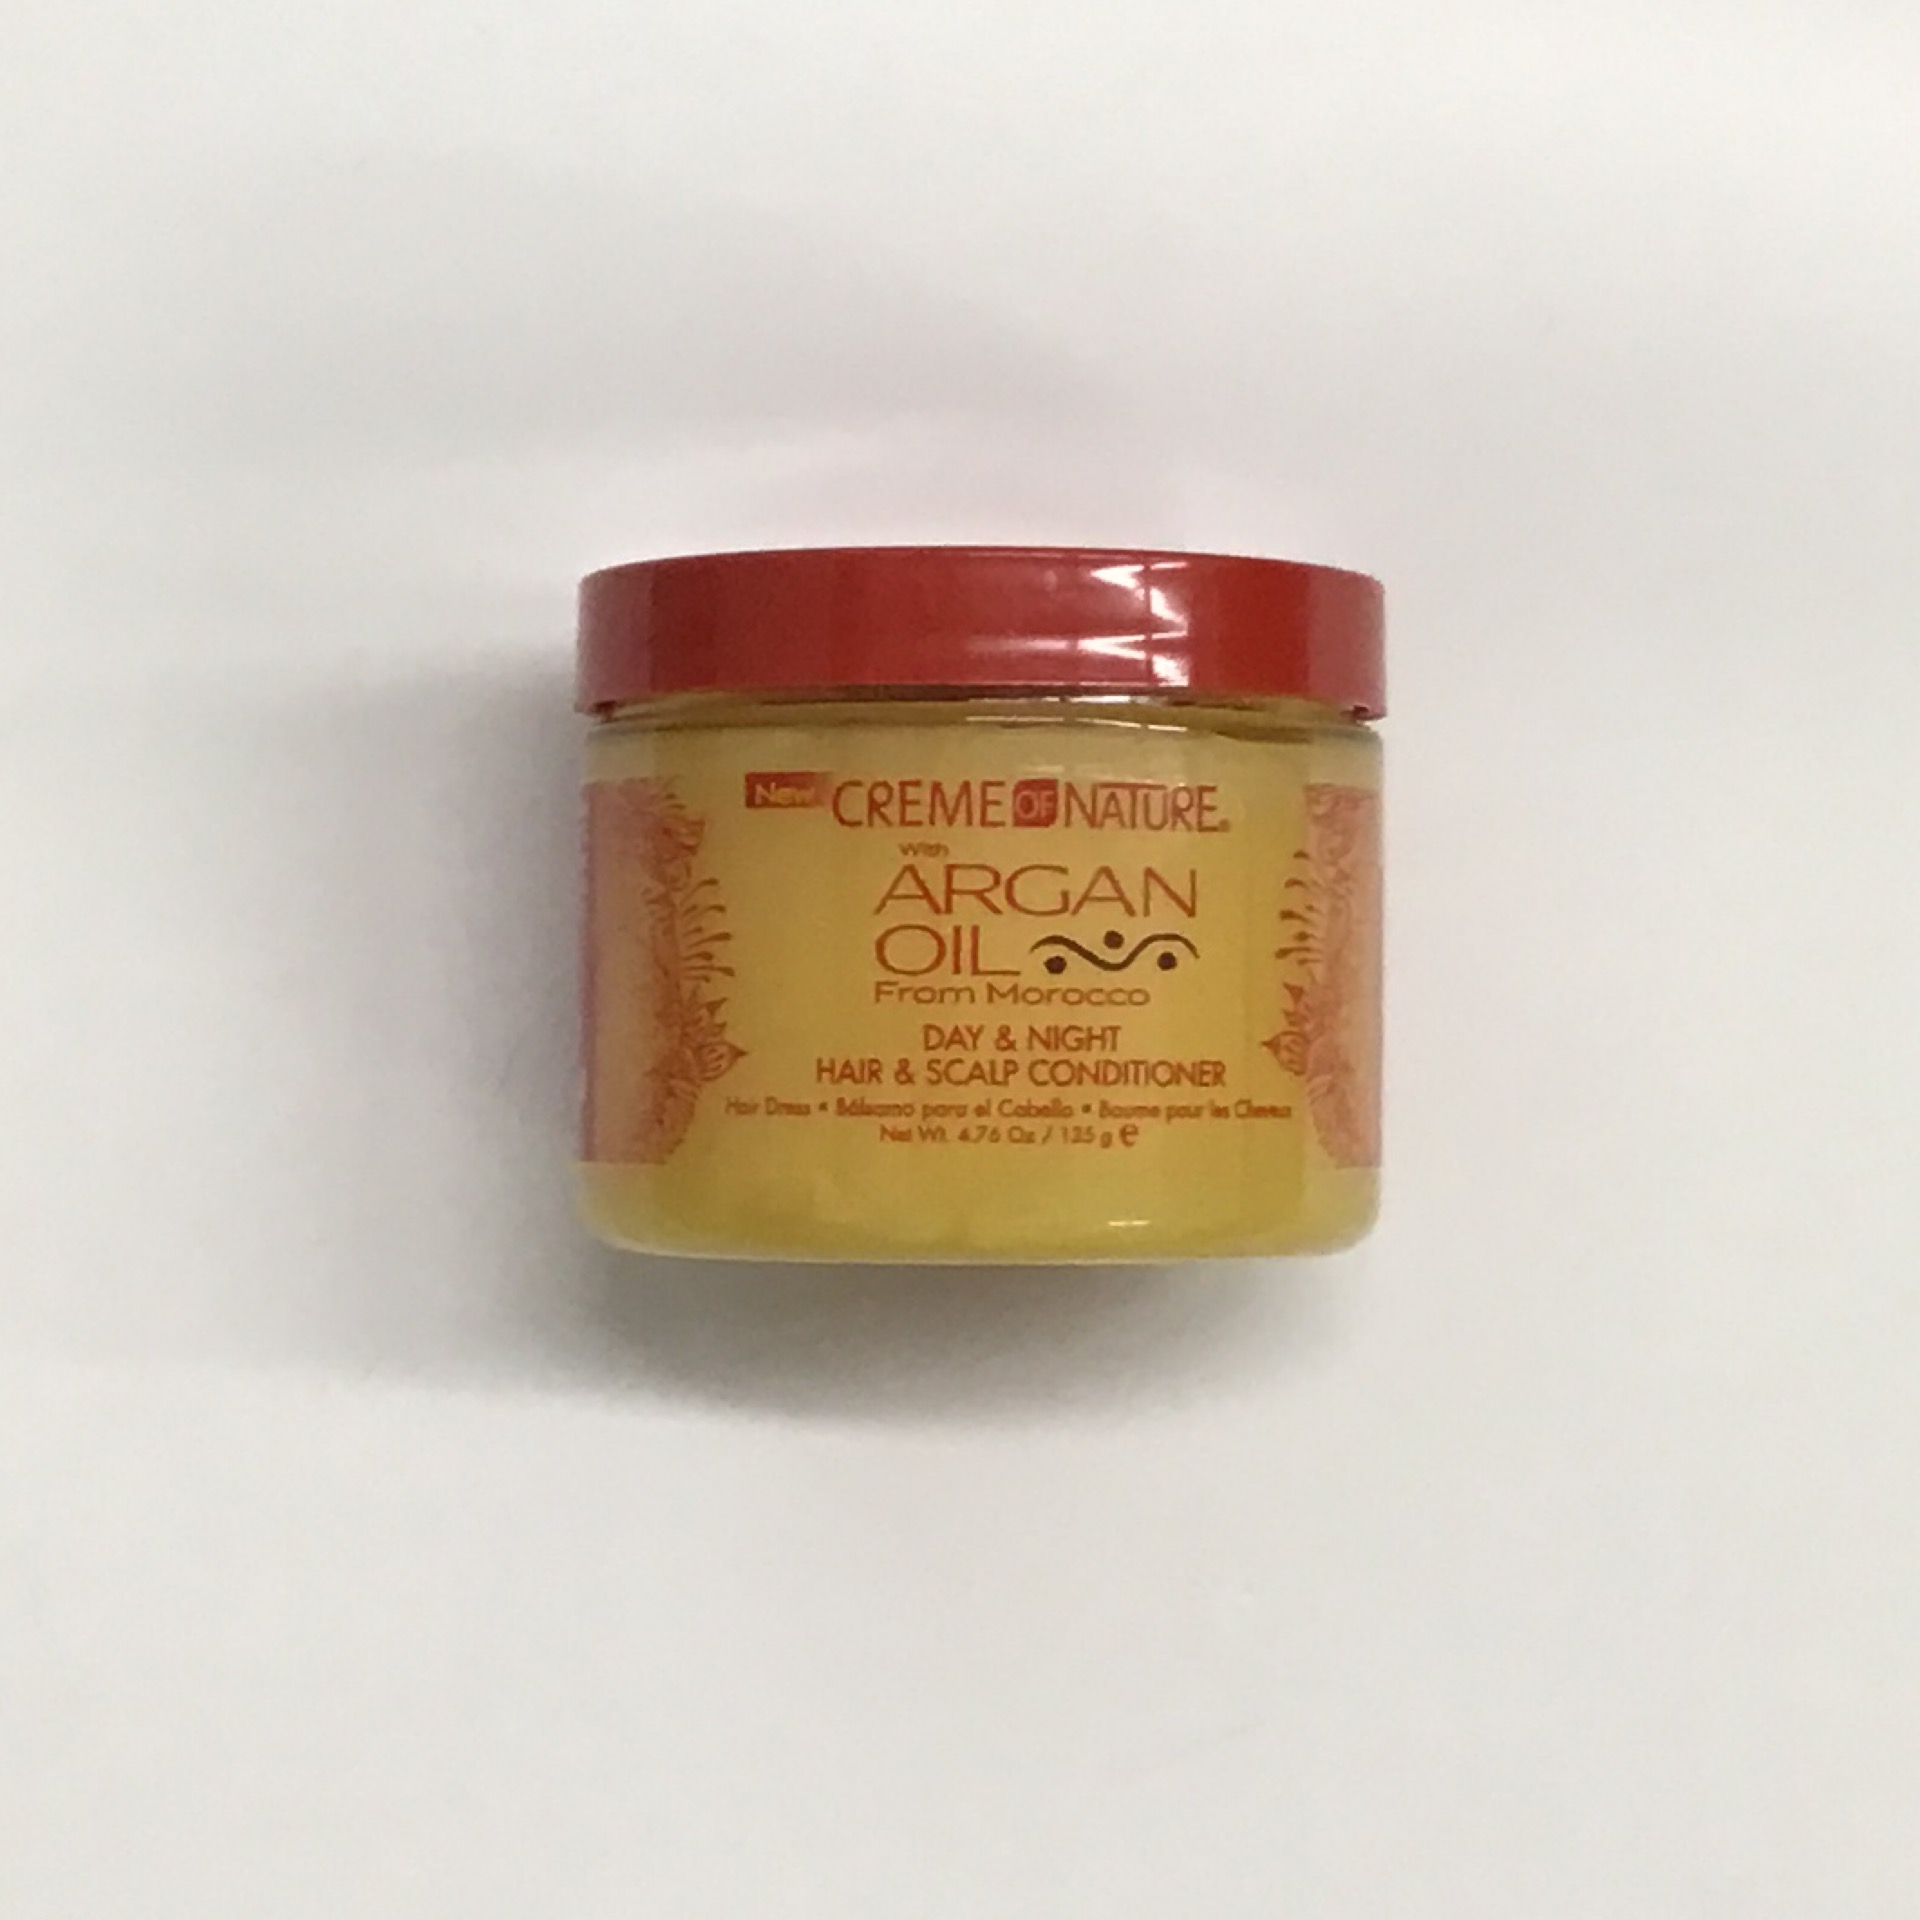 New CREME OF NATURE®
With
ARGAN
OIL
From Morocco
DAY & NIGHT
HAIR & SCALP CONDITIONER
Hair Dress • Bálsamo para el Cabello • Baume pour les Cheveux
Net Wt. 4.76 Oz / 135 g e